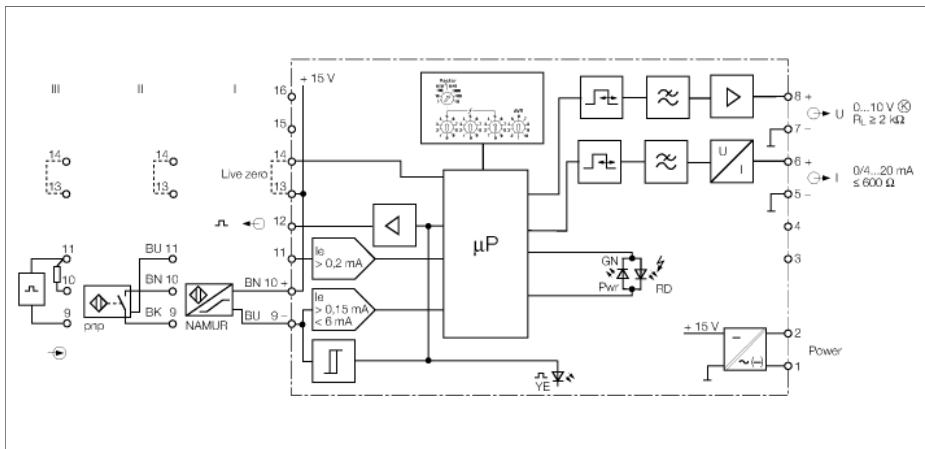 III
II
I
+ 15 V
16
15
14
13
Live zero
14
13
14
13
12
11
10 +
9 –
BN
BU
NAMUR
BU 11
BN 10
BK 9
pnp
11
10
9
Ie
> 0,2 mA
Ie
> 0,15 mA
< 6 mA
µP
YE
GN
Pwr
RD
U
I
8 +
7 –
6 +
5 –
4
3
2
1
U
0...10 V Ⓚ
RL ≥ 2 kΩ
I
0/4...20 mA
≤ 600 Ω
+ 15 V
Power